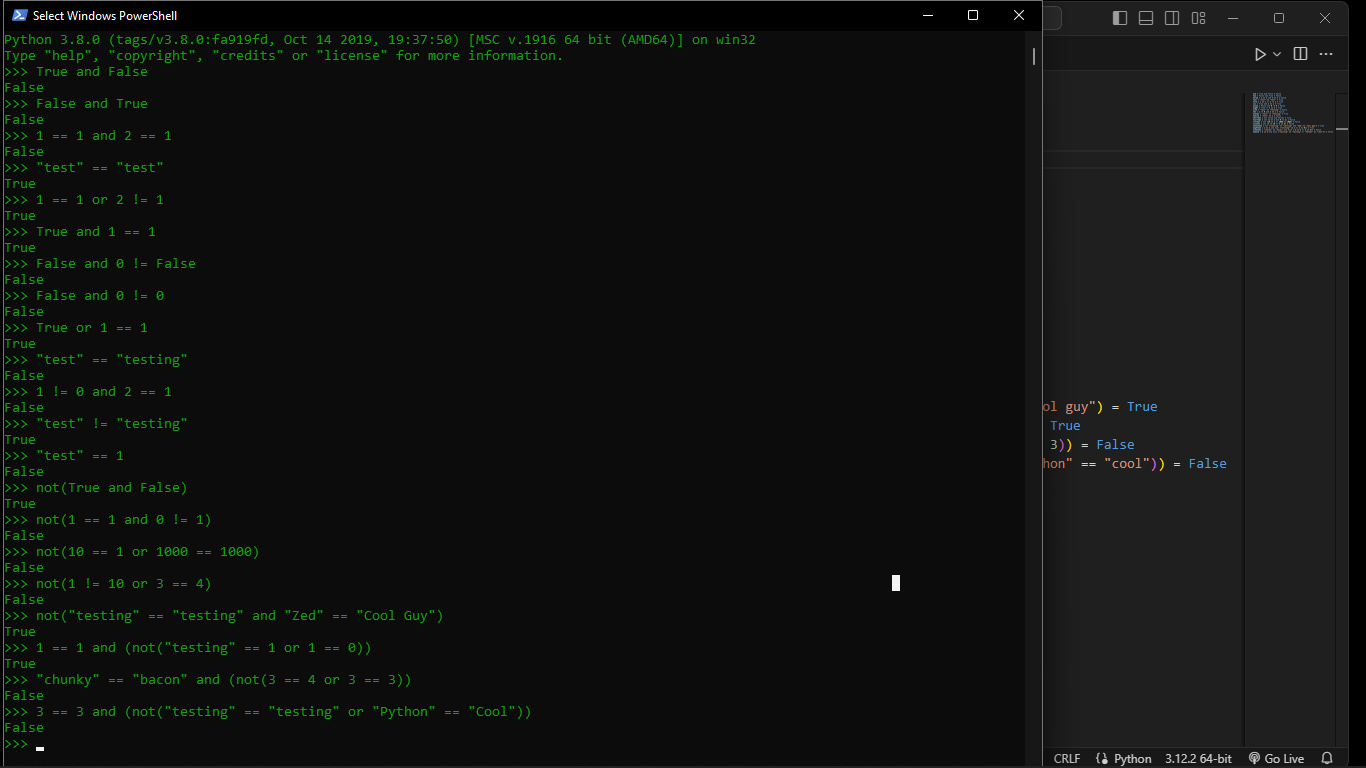 Select Windows PowerShell
Python 3.8.0 (tags/v3.8.0:fa919fd, Oct 14 2019, 19:37:50) [MSC v.1916 64 bit (AMD64)] on win32
Type "help", "copyright", "credits" or "license" for more information.
>>> True and False
False
>>> False and True
False
>>> 1 == 1 and 2 == 1
False
>>> "test" == "test"
True
>>> 1 == 1 or 2 != 1
True
>>> True and 1 == 1
True
>>> False and 0 != False
False
>>> False and 0 != 0
False
>>> True or 1 == 1
True
>>> "test" == "testing"
False
>>> 1 != 0 and 2 == 1
False
>>> "test" != "testing"
True
>>> "test" == 1
False
>>> not(True and False)
True
>>> not(1 == 1 and 0 != 1)
False
>>> not(10 == 1 or 1000 == 1000)
False
>>> not(1 != 10 or 3 == 4)
False
>>> not("testing" == "testing" and "Zed" == "Cool Guy")
True
>>> 1 == 1 and (not("testing" == 1 or 1 == 0))
True
>>> "chunky" == "bacon" and (not(3 == 4 or 3 == 3))
False
>>> 3 == 3 and (not("testing" == "testing" or "Python" == "Cool"))
False
>>>
ol guy") = True
True
3)) = False
hon" == "cool")) = False
CRLF {} Python 3.12.2 64-bit Go Live